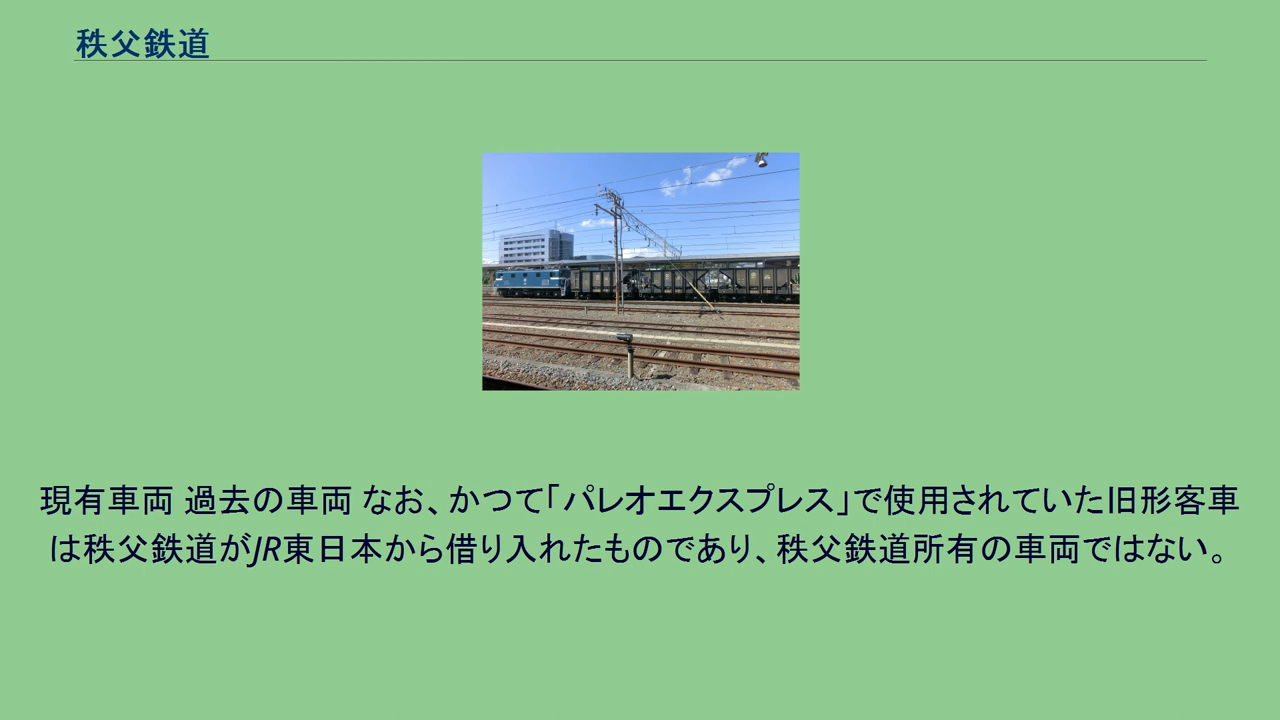 秩父鉄道
現有車両 過去の車両 なお、かつて「パレオエクスプレス」で使用されていた旧形客車
は秩父鉄道がJR東日本から借り入れたものであり、秩父鉄道所有の車両ではない。